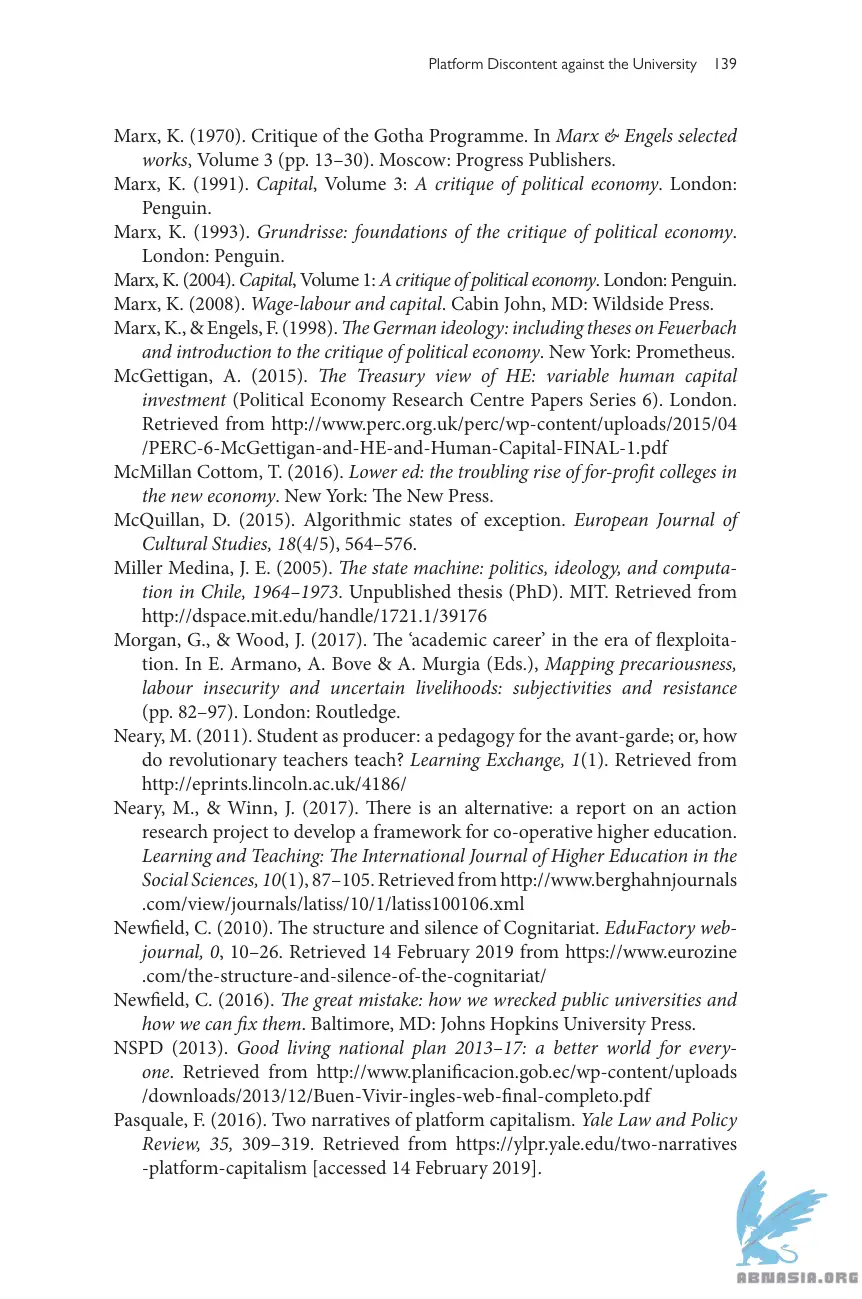 Platform Discontent against the University 139
Marx, K. (1970). Critique of the Gotha Programme. In Marx & Engels selected
works, Volume 3 (pp. 13–30). Moscow: Progress Publishers.
Marx, K. (1991). Capital, Volume 3: A critique of political economy. London:
Penguin.
Marx, K. (1993). Grundrisse: foundations of the critique of political economy.
London: Penguin.
Marx, K. (2004). Capital, Volume 1: A critique of political economy. London: Penguin.
Marx, K. (2008). Wage-labour and capital. Cabin John, MD: Wildside Press.
Marx, K., & Engels, F. (1998). The German ideology: including theses on Feuerbach
and introduction to the critique of political economy. New York: Prometheus.
McGettigan, A. (2015). The Treasury view of HE: variable human capital
investment (Political Economy Research Centre Papers Series 6). London.
Retrieved from http://www.perc.org.uk/perc/wp-content/uploads/2015/04
/PERC-6-McGettigan-and-HE-and-Human-Capital-FINAL-1.pdf
McMillan Cottom, T. (2016). Lower ed: the troubling rise of for-profit colleges in
the new economy. New York: The New Press.
McQuillan, D. (2015). Algorithmic states of exception. European Journal of
Cultural Studies, 18(4/5), 564–576.
Miller Medina, J. E. (2005). The state machine: politics, ideology, and computa-
tion in Chile, 1964–1973. Unpublished thesis (PhD). MIT. Retrieved from
http://dspace.mit.edu/handle/1721.1/39176
Morgan, G., & Wood, J. (2017). The ‘academic career’ in the era of flexploita-
tion. In E. Armano, A. Bove & A. Murgia (Eds.), Mapping precariousness,
labour insecurity and uncertain livelihoods: subjectivities and resistance
(pp. 82–97). London: Routledge.
Neary, M. (2011). Student as producer: a pedagogy for the avant-garde; or, how
do revolutionary teachers teach? Learning Exchange, 1(1). Retrieved from
http://eprints.lincoln.ac.uk/4186/
Neary, M., & Winn, J. (2017). There is an alternative: a report on an action
research project to develop a framework for co-operative higher education.
Learning and Teaching: The International Journal of Higher Education in the
Social Sciences, 10(1), 87–105. Retrieved from http://www.berghahnjournals
.com/view/journals/latiss/10/1/latiss100106.xml
Newfield, C. (2010). The structure and silence of Cognitariat. EduFactory web-
journal, 0, 10–26. Retrieved 14 February 2019 from https://www.eurozine
.com/the-structure-and-silence-of-the-cognitariat/
Newfield, C. (2016). The great mistake: how we wrecked public universities and
how we can fix them. Baltimore, MD: Johns Hopkins University Press.
NSPD (2013). Good living national plan 2013–17: a better world for every-
one. Retrieved from http://www.planificacion.gob.ec/wp-content/uploads
/downloads/2013/12/Buen-Vivir-ingles-web-final-completo.pdf
Pasquale, F. (2016). Two narratives of platform capitalism. Yale Law and Policy
Review, 35, 309–319. Retrieved from https://ylpr.yale.edu/two-narratives
-platform-capitalism [accessed 14 February 2019].
ABNASIA.ORG